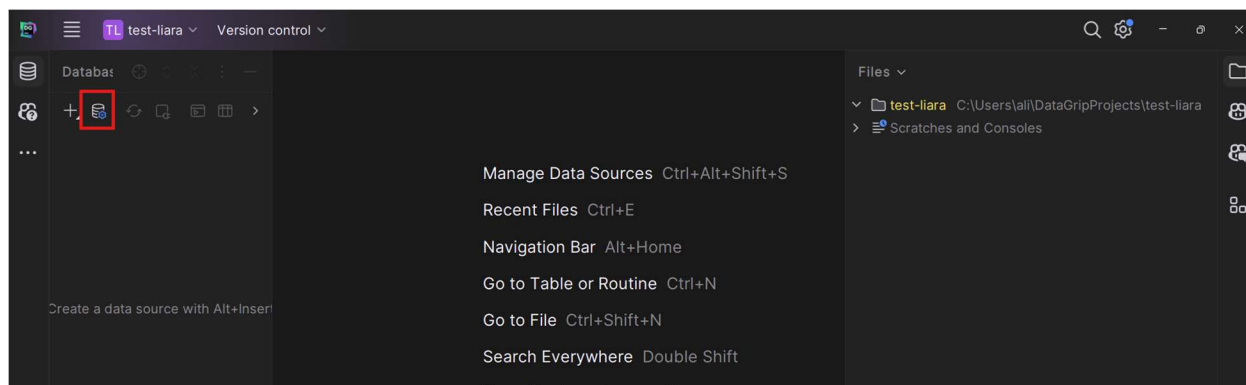 TL test-liara Version control
Databas
Create a data source with Alt+Insert
Manage Data Sources Ctrl+Alt+Shift+S
Recent Files Ctrl+E
Navigation Bar Alt+Home
Go to Table or Routine Ctrl+N
Go to File Ctrl+Shift+N
Search Everywhere Double Shift
Files
test-liara C:\Users\ali\DataGripProjects\test-liara
Scratches and Consoles